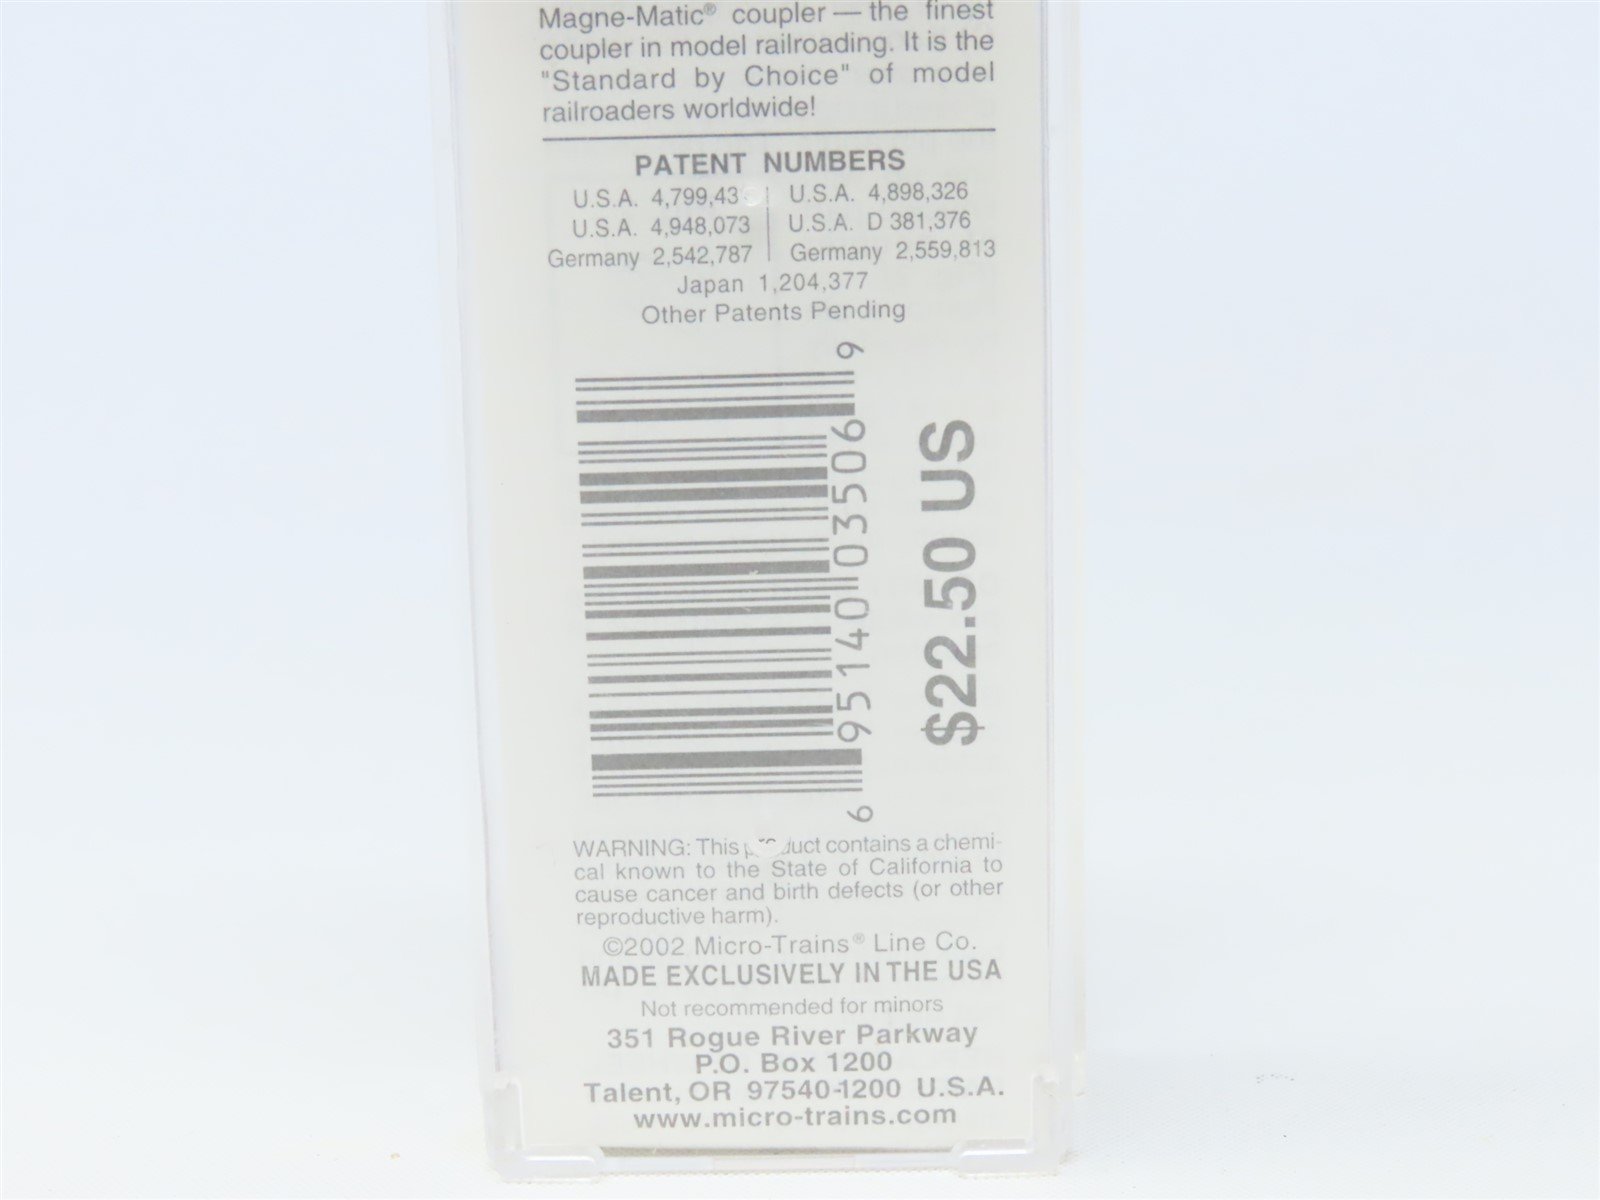 Magne-Matic® coupler — the finest
coupler in model railroading. It is the
"Standard by Choice" of model
railroaders worldwide!
PATENT NUMBERS
U.S.A. 4,799,43 U.S.A. 4,898,326
U.S.A. 4,948,073 U.S.A. D 381,376
Germany 2,542,787 Germany 2,559,813
Japan 1,204,377
Other Patents Pending
6 95140 03506 9
$22.50 US
WARNING: This product contains a chemi-
cal known to the State of California to
cause cancer and birth defects (or other
reproductive harm).
©2002 Micro-Trains® Line Co.
MADE EXCLUSIVELY IN THE USA
Not recommended for minors
351 Rogue River Parkway
P.O. Box 1200
Talent, OR 97540-1200 U.S.A.
www.micro-trains.com